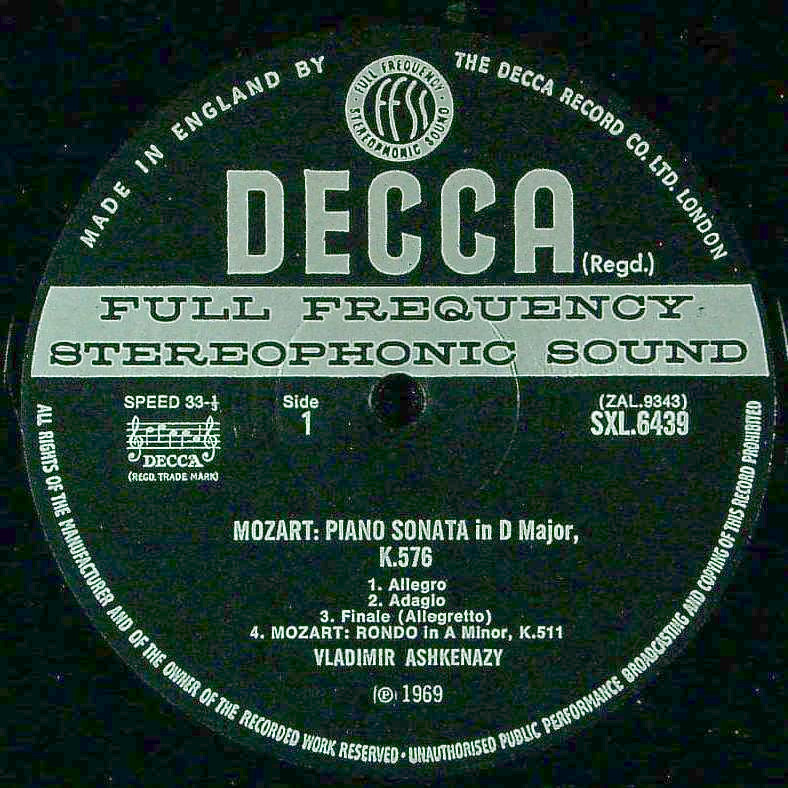 MADE IN ENGLAND BY
THE DECCA RECORD CO. LTD. LONDON
FULL FREQUENCY
FFSS
STEREOPHONIC SOUND
DECCA (Regd.)
FULL FREQUENCY
STEREOPHONIC SOUND
SPEED 33-⅓
DECCA
(REGD. TRADE MARK)
Side
1
(ZAL.9343)
SXL.6439
MOZART: PIANO SONATA in D Major,
K.576
1. Allegro
2. Adagio
3. Finale (Allegretto)
4. MOZART: RONDO in A Minor, K.511
VLADIMIR ASHKENAZY
℗ 1969
ALL RIGHTS OF THE MANUFACTURER AND OF THE OWNER OF THE RECORDED WORK RESERVED • UNAUTHORISED PUBLIC PERFORMANCE BROADCASTING AND COPYING OF THIS RECORD PROHIBITED